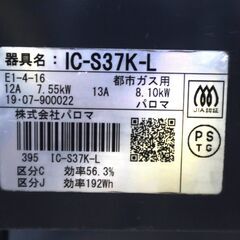 器具名: IC-S37K-L
E1-4-16 都市ガス用
12A 7.55kW 13A 8.10kW
19・07-900022 パロマ
株式会社パロマ
JIA認証
PS
TG
395 IC-S37K-L
区分C 効率56.3%
区分J 効率192Wh